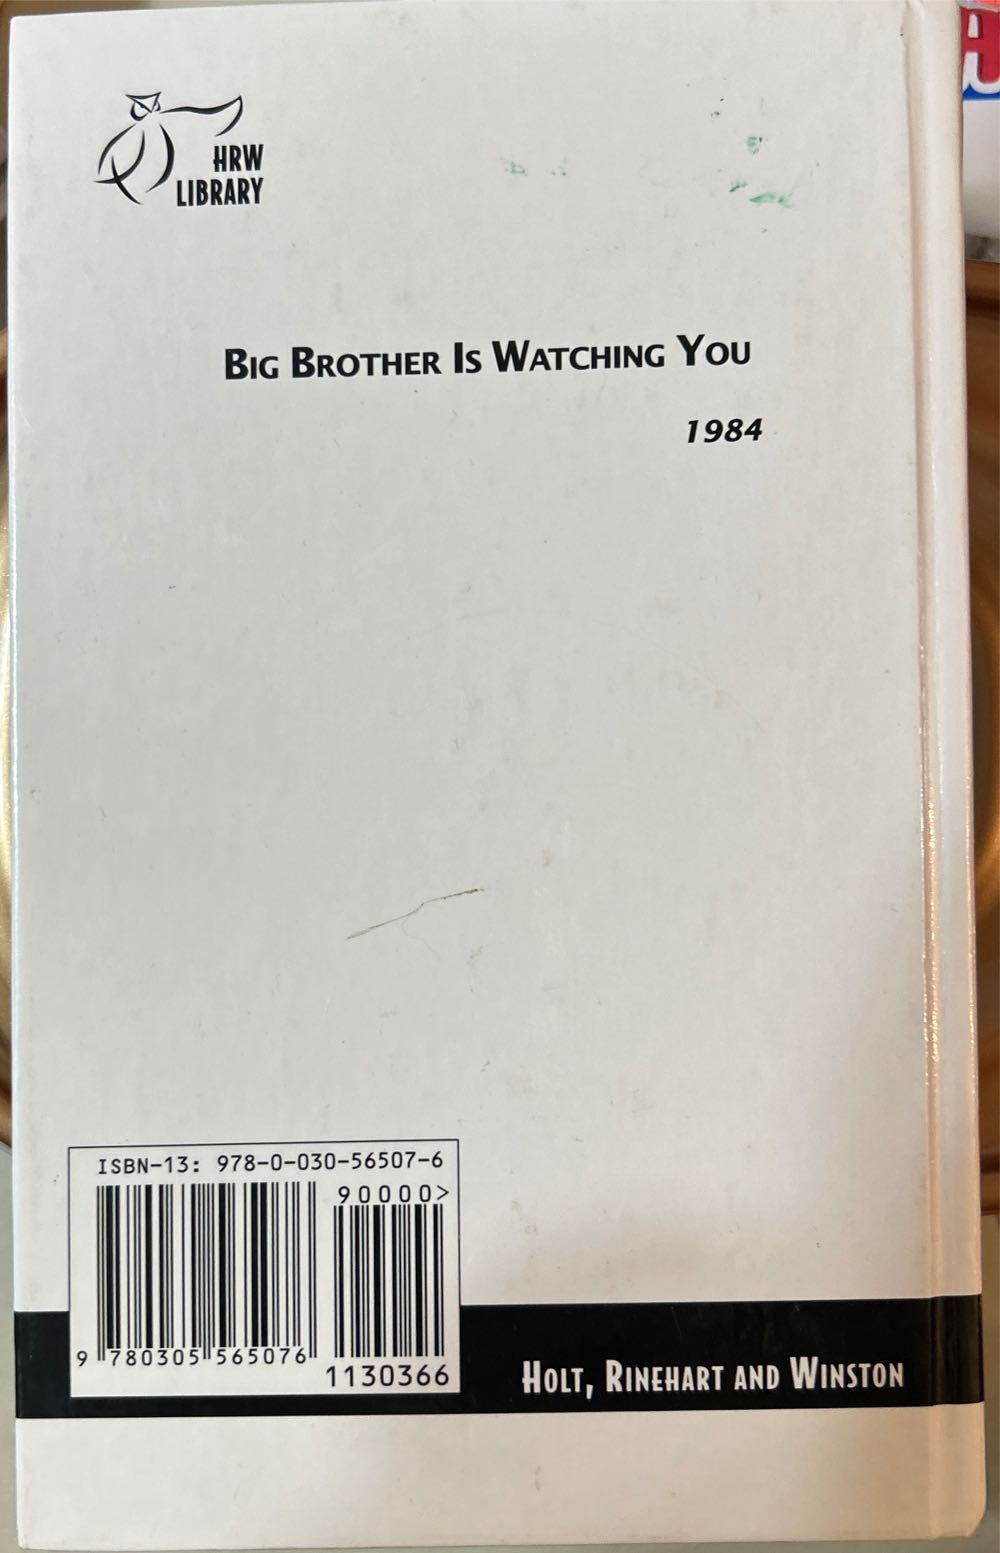 HRW
LIBRARY
BIG BROTHER IS WATCHING YOU
1984
ISBN-13: 978-0-030-56507-6
90000>
9 780305 565076
1130366
HOLT, RINEHART AND WINSTON